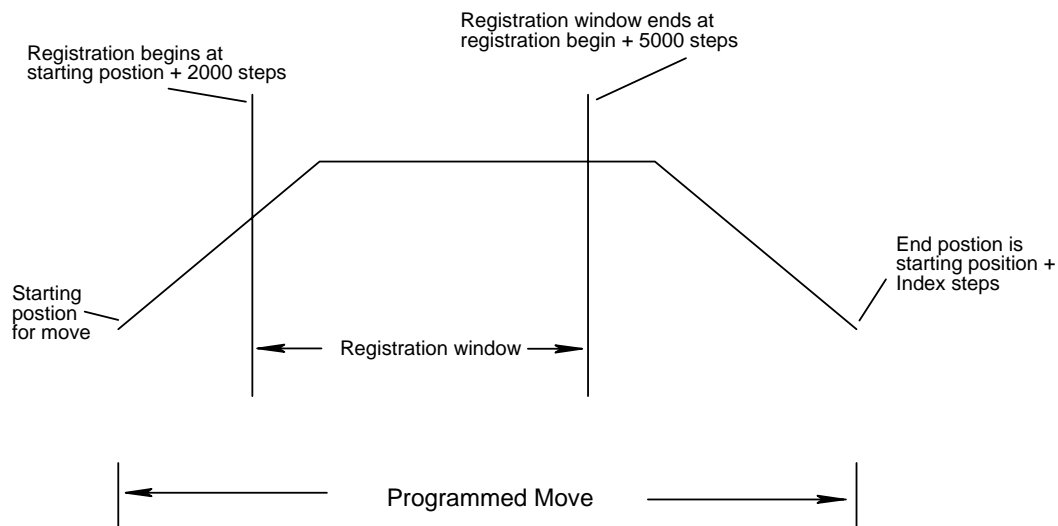 Registration begins at
starting postion + 2000 steps
Registration window ends at
registration begin + 5000 steps
End postion is
starting position +
Index steps
Starting
postion
for move
Registration window
Programmed Move